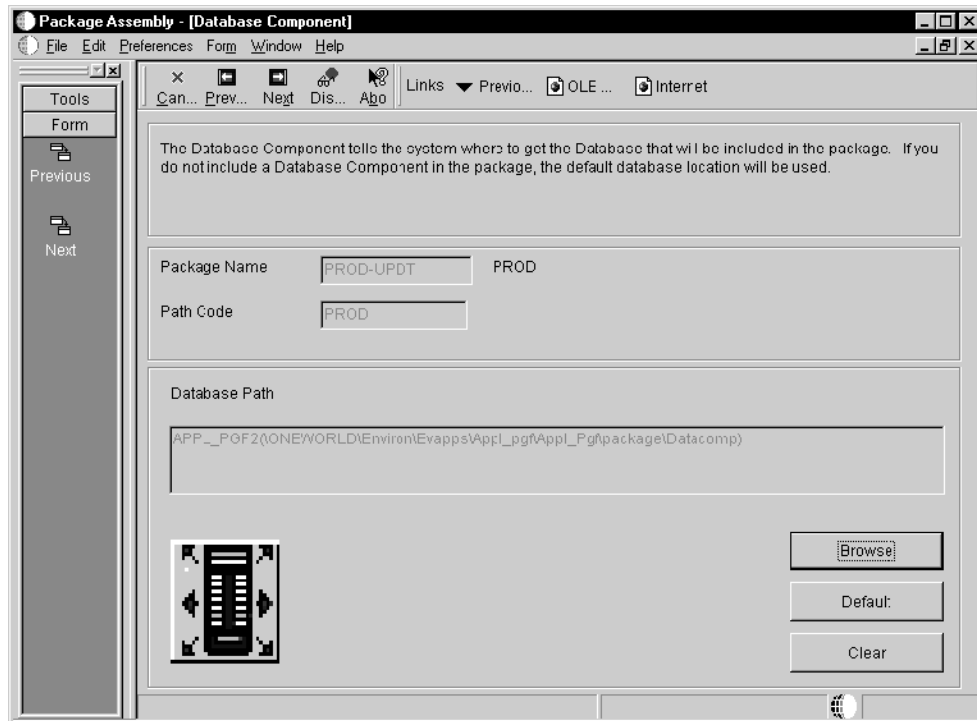 Package Assembly - [Database Component]
File Edit Preferences Form Window Help
Can... Prev... Next Dis... Abo Links Previo... OLE ... Internet
Tools
Form
Previous
Next
The Database Component tells the system where to get the Database that will be included in the package. If you
do not include a Database Component in the package, the default database location will be used.
Package Name PROD-UPDT PROD
Path Code PROD
Database Path
APPL_PGF2(\ONEWORLD\Environ\Evapps\Appl_pgf\Appl_Pgf\package\Datacomp)
Browse
Default
Clear